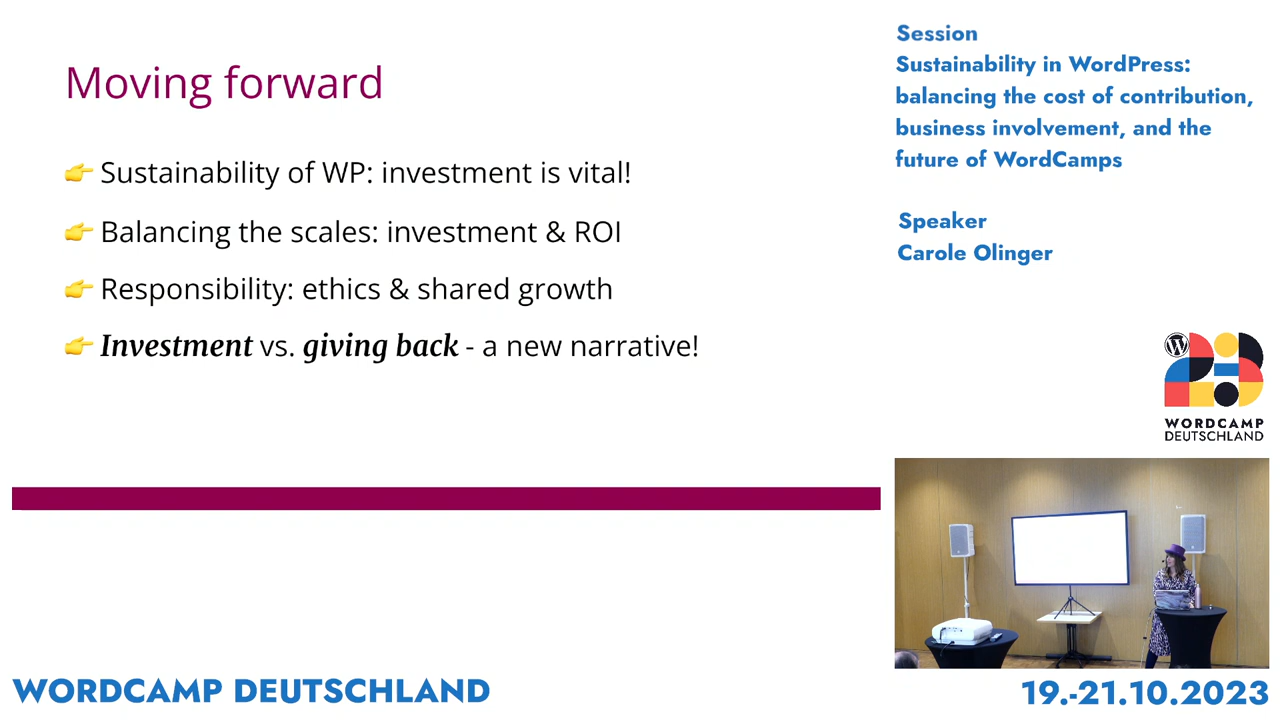 Moving forward
👉 Sustainability of WP: investment is vital!
👉 Balancing the scales: investment & ROI
👉 Responsibility: ethics & shared growth
👉 Investment vs. giving back - a new narrative!
Session
Sustainability in WordPress:
balancing the cost of contribution,
business involvement, and the
future of WordCamps
Speaker
Carole Olinger
WORDCAMP
DEUTSCHLAND
WORDCAMP DEUTSCHLAND
19.-21.10.2023